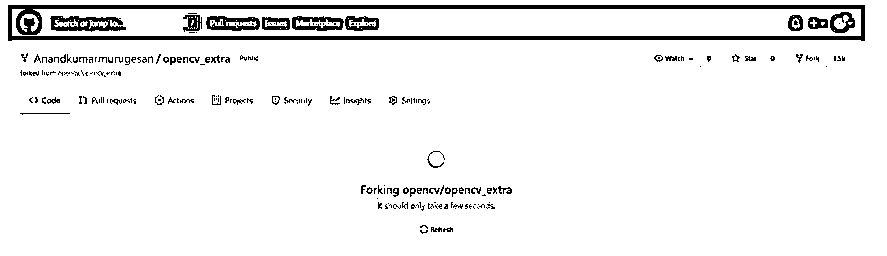 Search or jump to... / Pull requests Issues Marketplace Explore
Anandkumarmurugesan / opencv_extra Public Watch 0 Star 0 Fork 1.5k
forked from opencv/opencv_extra
Code Pull requests Actions Projects Security Insights Settings
Forking opencv/opencv_extra
It should only take a few seconds.
Refresh